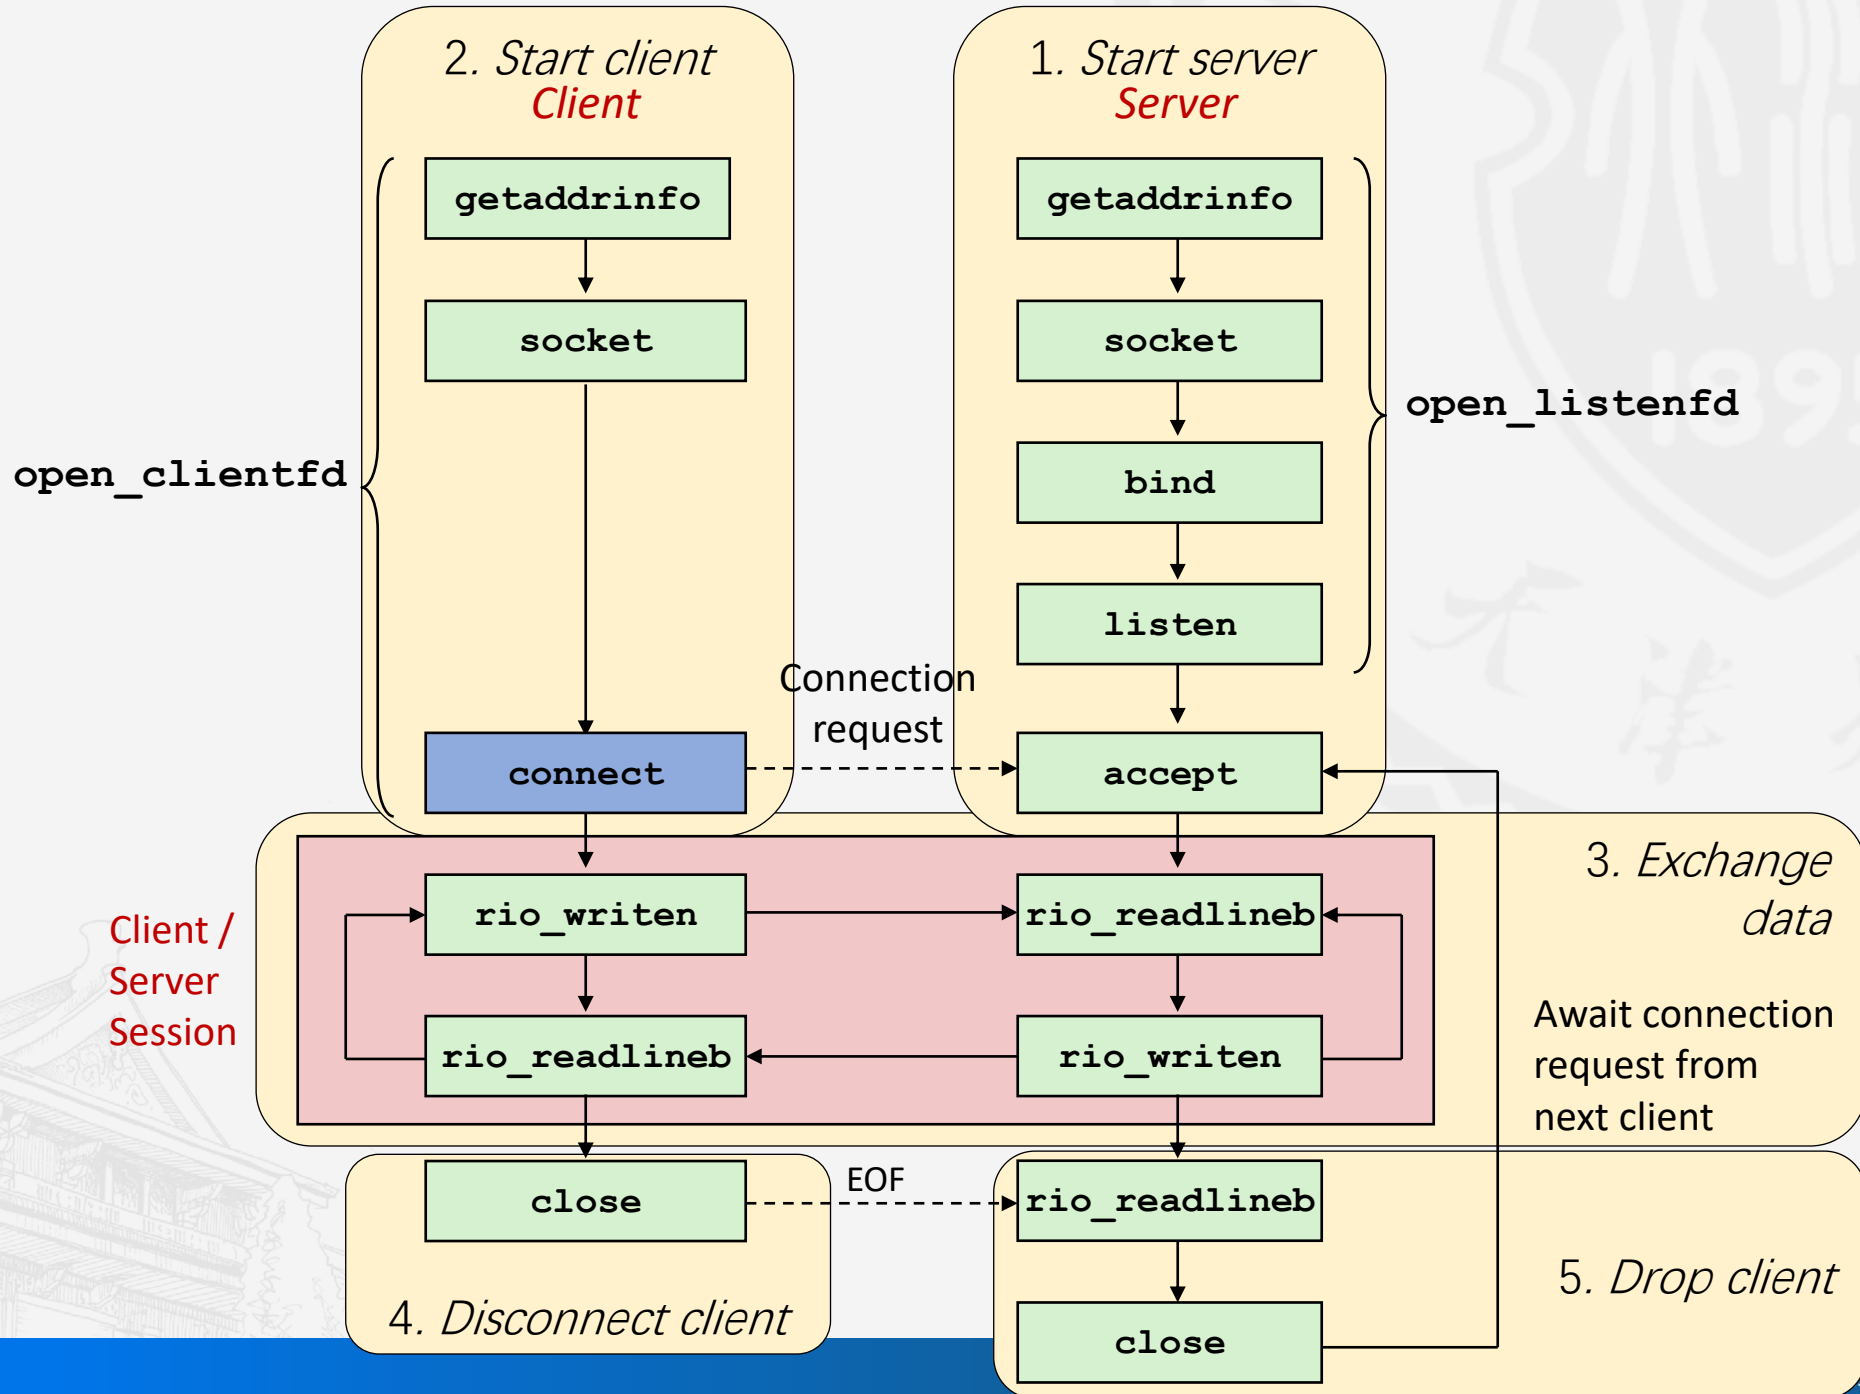 2. Start client
Client
1. Start server
Server
getaddrinfo
getaddrinfo
socket
socket
open_listenfd
open_clientfd
bind
listen
Connection
request
connect
accept
3. Exchange
data
Client /
Server
Session
rio_writen
rio_readlineb
rio_readlineb
rio_writen
Await connection
request from
next client
close
EOF
rio_readlineb
4. Disconnect client
5. Drop client
close
1895